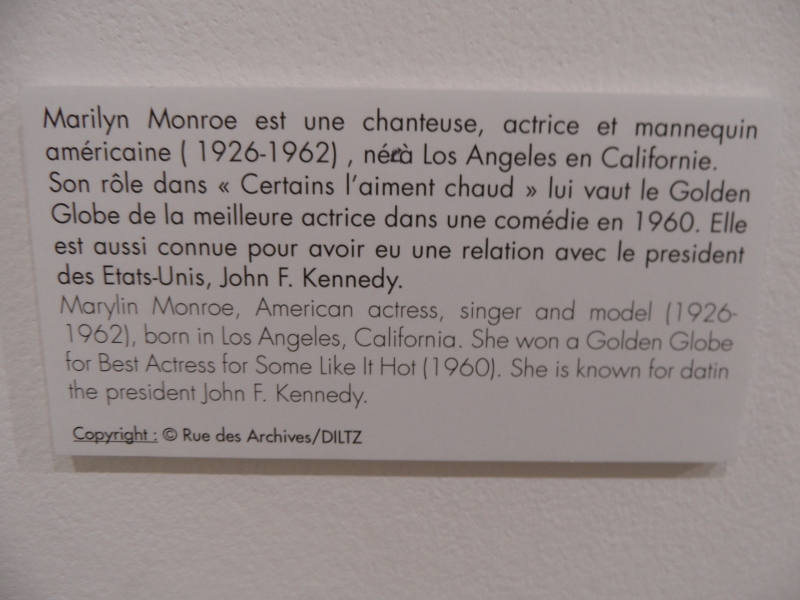 Marilyn Monroe est une chanteuse, actrice et mannequin
américaine ( 1926-1962) , née à Los Angeles en Californie.
Son rôle dans « Certains l'aiment chaud » lui vaut le Golden
Globe de la meilleure actrice dans une comédie en 1960. Elle
est aussi connue pour avoir eu une relation avec le president
des Etats-Unis, John F. Kennedy.
Marylin Monroe, American actress, singer and model (1926-
1962), born in Los Angeles, California. She won a Golden Globe
for Best Actress for Some Like It Hot (1960). She is known for datin
the president John F. Kennedy.
Copyright : © Rue des Archives/DILTZ